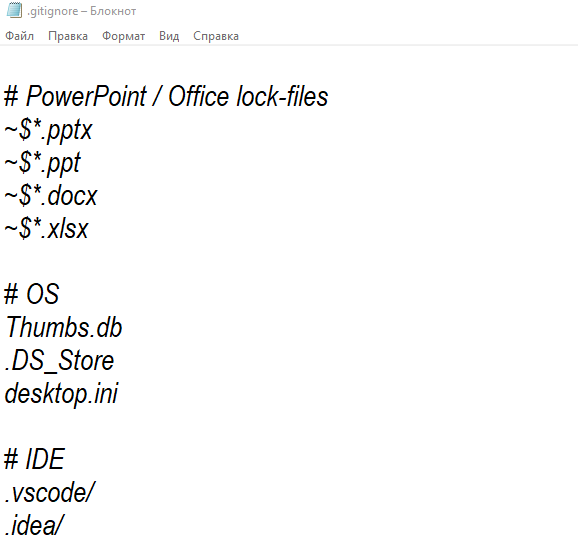 .gitignore – Блокнот
Файл Правка Формат Вид Справка
# PowerPoint / Office lock-files
~$*.pptx
~$*.ppt
~$*.docx
~$*.xlsx
# OS
Thumbs.db
.DS_Store
desktop.ini
# IDE
.vscode/
.idea/